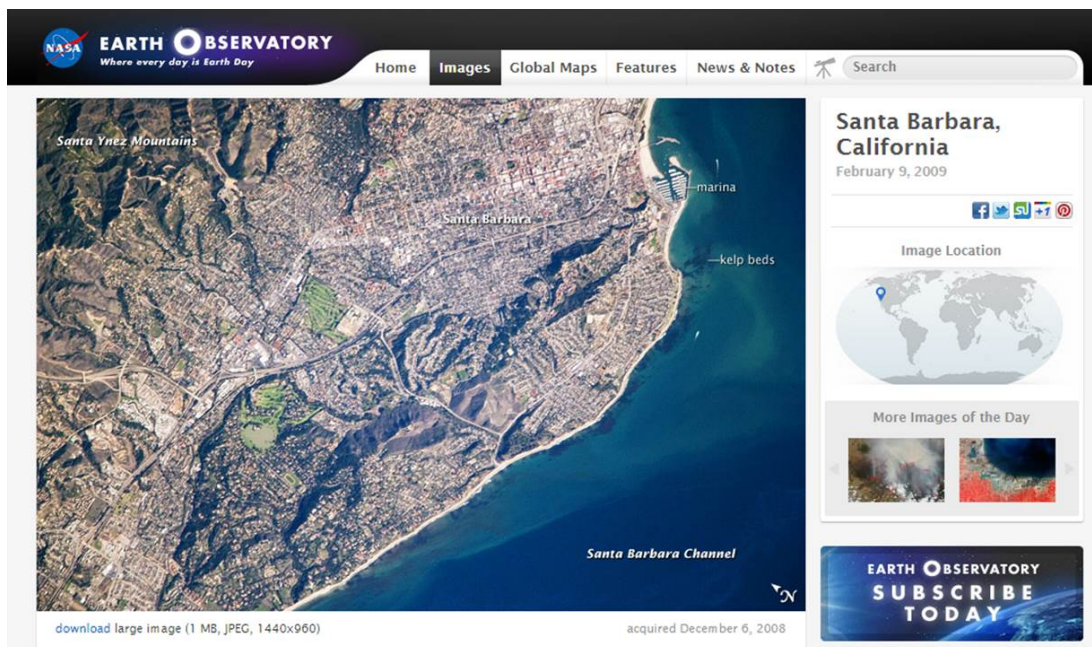 NASA
EARTH OBSERVATORY
Where every day is Earth Day
Home Images Global Maps Features News & Notes Search
Santa Ynez Mountains
Santa Barbara
marina
kelp beds
Santa Barbara Channel
N
download large image (1 MB, JPEG, 1440x960) acquired December 6, 2008
Santa Barbara,
California
February 9, 2009
+1
Image Location
More Images of the Day
EARTH OBSERVATORY
SUBSCRIBE
TODAY